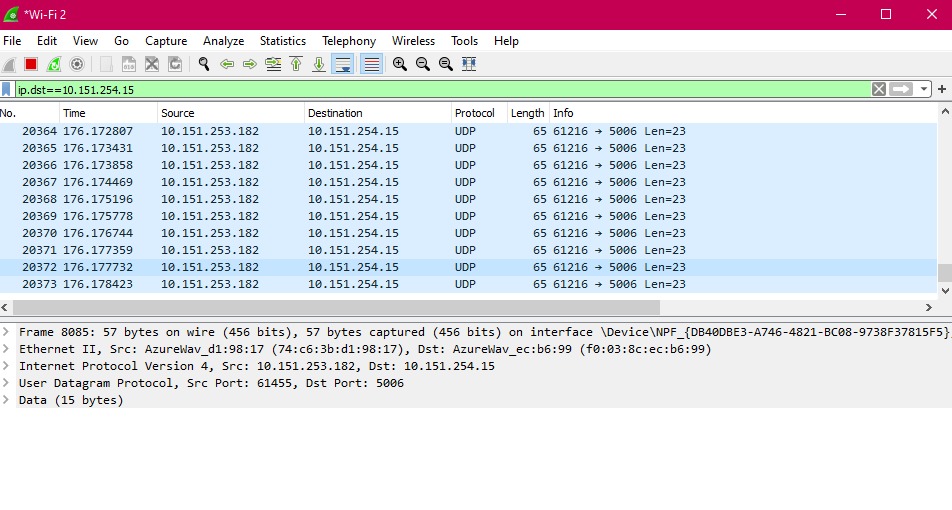 *Wi-Fi 2
File Edit View Go Capture Analyze Statistics Telephony Wireless Tools Help
ip.dst==10.151.254.15
No. Time Source Destination Protocol Length Info
20364 176.172807 10.151.253.182 10.151.254.15 UDP 65 61216 → 5006 Len=23
20365 176.173431 10.151.253.182 10.151.254.15 UDP 65 61216 → 5006 Len=23
20366 176.173858 10.151.253.182 10.151.254.15 UDP 65 61216 → 5006 Len=23
20367 176.174469 10.151.253.182 10.151.254.15 UDP 65 61216 → 5006 Len=23
20368 176.175196 10.151.253.182 10.151.254.15 UDP 65 61216 → 5006 Len=23
20369 176.175778 10.151.253.182 10.151.254.15 UDP 65 61216 → 5006 Len=23
20370 176.176744 10.151.253.182 10.151.254.15 UDP 65 61216 → 5006 Len=23
20371 176.177359 10.151.253.182 10.151.254.15 UDP 65 61216 → 5006 Len=23
20372 176.177732 10.151.253.182 10.151.254.15 UDP 65 61216 → 5006 Len=23
20373 176.178423 10.151.253.182 10.151.254.15 UDP 65 61216 → 5006 Len=23
Frame 8085: 57 bytes on wire (456 bits), 57 bytes captured (456 bits) on interface \Device\NPF_{DB40DBE3-A746-4821-BC08-9738F37815F5}
Ethernet II, Src: AzureWav_d1:98:17 (74:c6:3b:d1:98:17), Dst: AzureWav_ec:b6:99 (f0:03:8c:ec:b6:99)
Internet Protocol Version 4, Src: 10.151.253.182, Dst: 10.151.254.15
User Datagram Protocol, Src Port: 61455, Dst Port: 5006
Data (15 bytes)